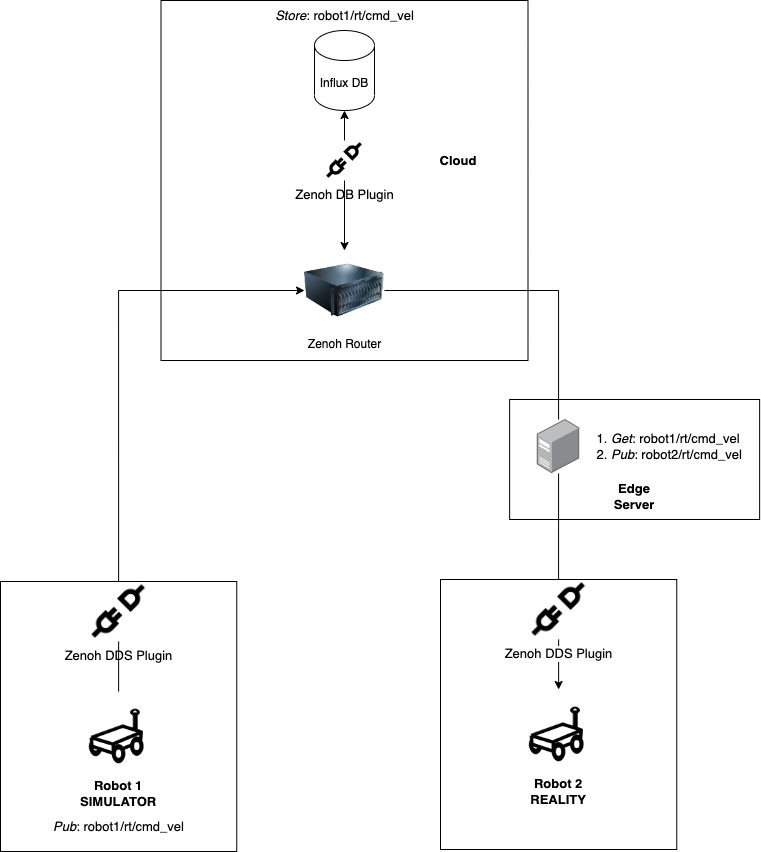 Store: robot1/rt/cmd_vel
Influx DB
Cloud
Zenoh DB Plugin
Zenoh Router
1. Get: robot1/rt/cmd_vel
2. Pub: robot2/rt/cmd_vel
Edge
Server
Zenoh DDS Plugin
Robot 1
SIMULATOR
Pub: robot1/rt/cmd_vel
Zenoh DDS Plugin
Robot 2
REALITY